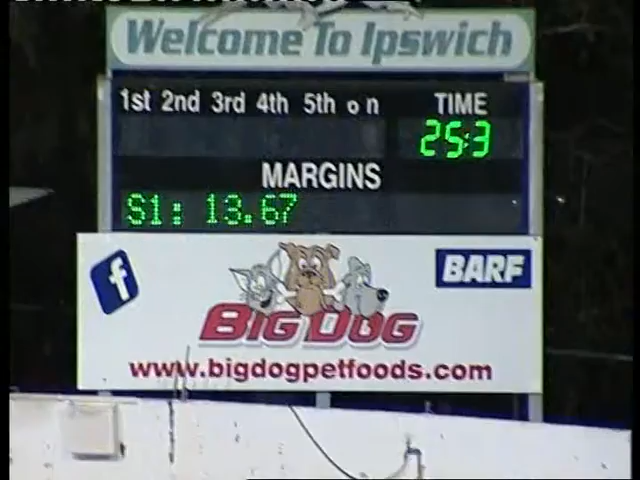 Welcome To Ipswich
1st 2nd 3rd 4th 5th o n TIME
25:3
MARGINS
S1: 13.67
f
BARF
BIG DOG
www.bigdogpetfoods.com